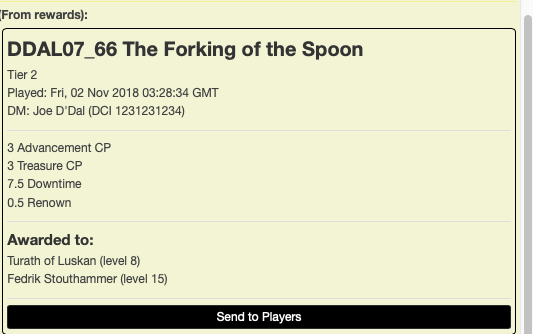 (From rewards):
DDAL07_66 The Forking of the Spoon
Tier 2
Played: Fri, 02 Nov 2018 03:28:34 GMT
DM: Joe D'Dal (DCI 1231231234)
3 Advancement CP
3 Treasure CP
7.5 Downtime
0.5 Renown
Awarded to:
Turath of Luskan (level 8)
Fedrik Stouthammer (level 15)
Send to Players